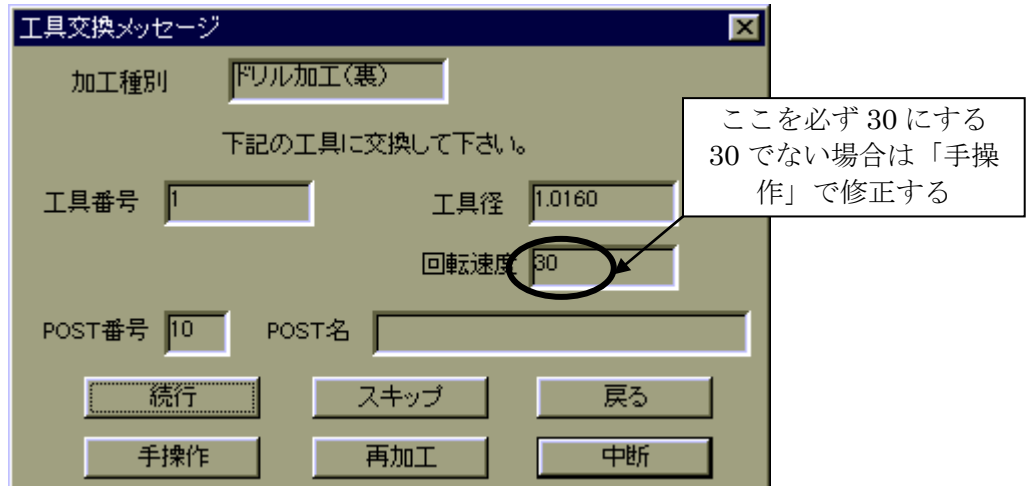 工具交換メッセージ
加工種別 ドリル加工(裏)
下記の工具に交換して下さい。
ここを必ず 30 にする
30 でない場合は「手操
作」で修正する
工具番号 1 工具径 1.0160
回転速度 30
POST番号 10 POST名
続行 スキップ 戻る
手操作 再加工 中断